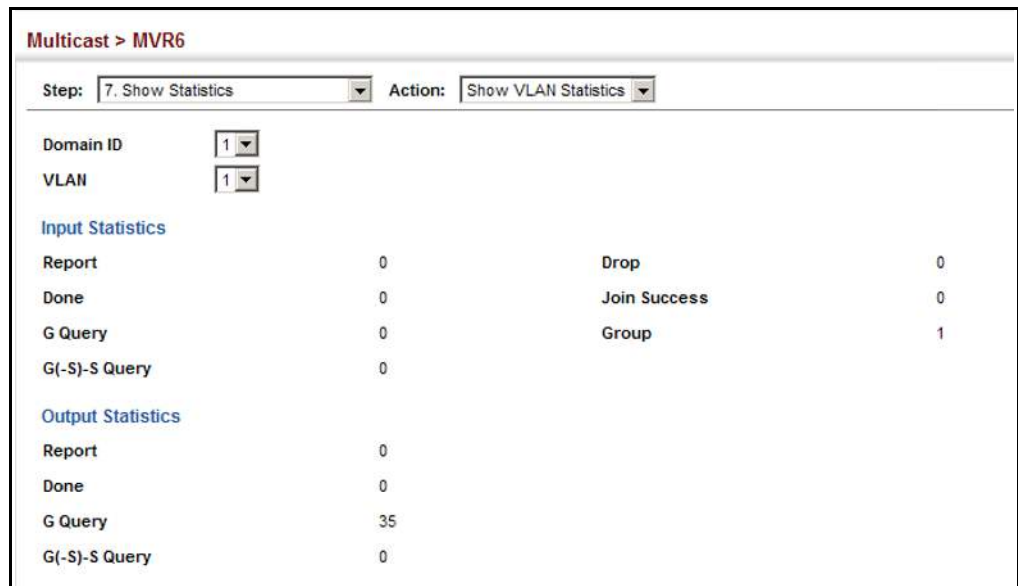 Multicast > MVR6
Step: 7. Show Statistics Action: Show VLAN Statistics
Domain ID 1
VLAN 1
Input Statistics
Report 0 Drop 0
Done 0 Join Success 0
G Query 0 Group 1
G(-S)-S Query 0
Output Statistics
Report 0
Done 0
G Query 35
G(-S)-S Query 0